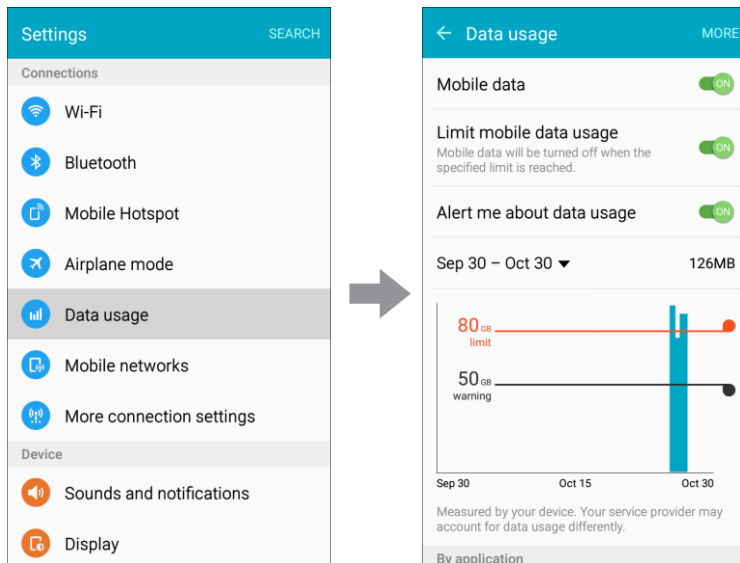 Settings SEARCH
Connections
Wi-Fi
Bluetooth
Mobile Hotspot
Airplane mode
Data usage
Mobile networks
More connection settings
Device
Sounds and notifications
Display
Data usage MORE
Mobile data ON
Limit mobile data usage
Mobile data will be turned off when the
specified limit is reached.
ON
Alert me about data usage ON
Sep 30 – Oct 30 126MB
80 GB
limit
50 GB
warning
Sep 30 Oct 15 Oct 30
Measured by your device. Your service provider may
account for data usage differently.
By application